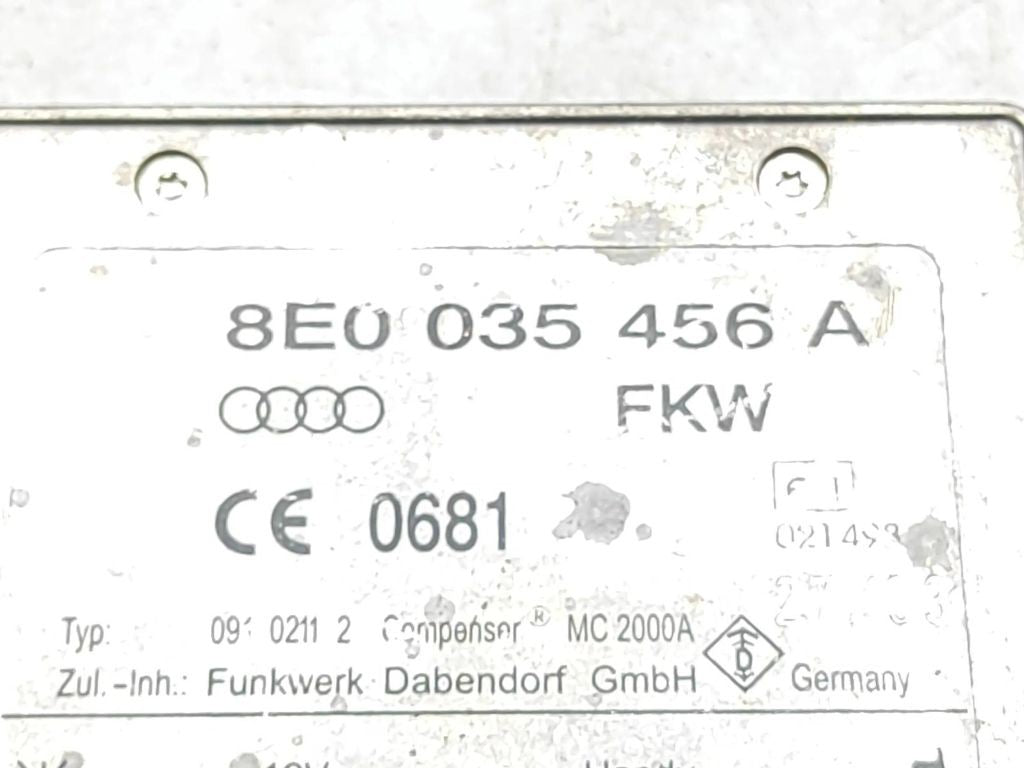 8E0 035 456 A
FKW
CE 0681
Typ: 0211 2 Compenser® MC 2000A
Zul.-Inh.: Funkwerk Dabendorf GmbH Germany